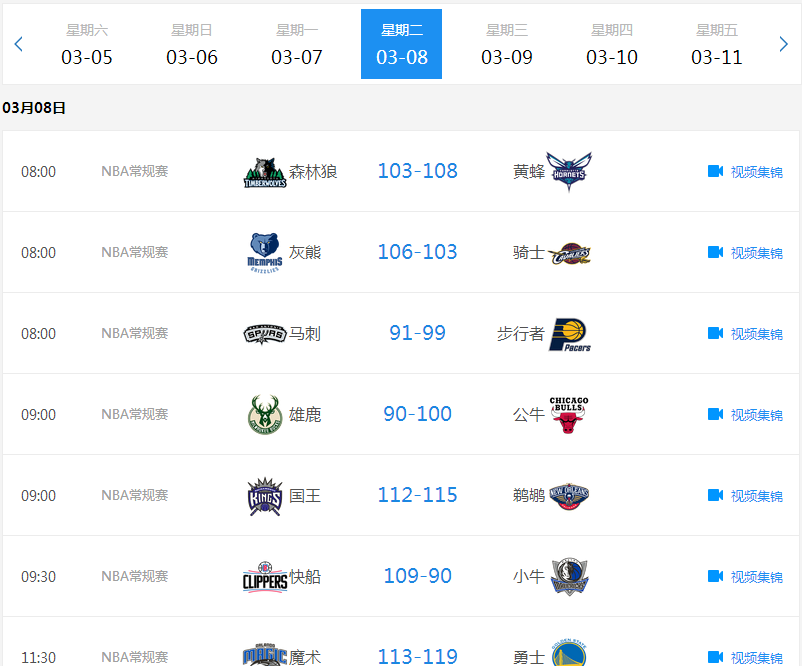 星期六 星期日 星期一 星期二 星期三 星期四 星期五
03-05 03-06 03-07 03-08 03-09 03-10 03-11
03月08日
08:00 NBA常规赛 TIMBERWOLVES 森林狼 103-108 黄蜂 HORNETS 视频集锦
08:00 NBA常规赛 MEMPHIS GRIZZLIES 灰熊 106-103 骑士 CAVALIERS 视频集锦
08:00 NBA常规赛 SPURS 马刺 91-99 步行者 Pacers 视频集锦
09:00 NBA常规赛 雄鹿 90-100 公牛 CHICAGO BULLS 视频集锦
09:00 NBA常规赛 KINGS 国王 112-115 鹈鹕 NEW ORLEANS 视频集锦
09:30 NBA常规赛 CLIPPERS 快船 109-90 小牛 MAVERICKS 视频集锦
11:30 NBA常规赛 ORLANDO MAGIC 魔术 113-119 勇士 GOLDEN STATE 视频集锦